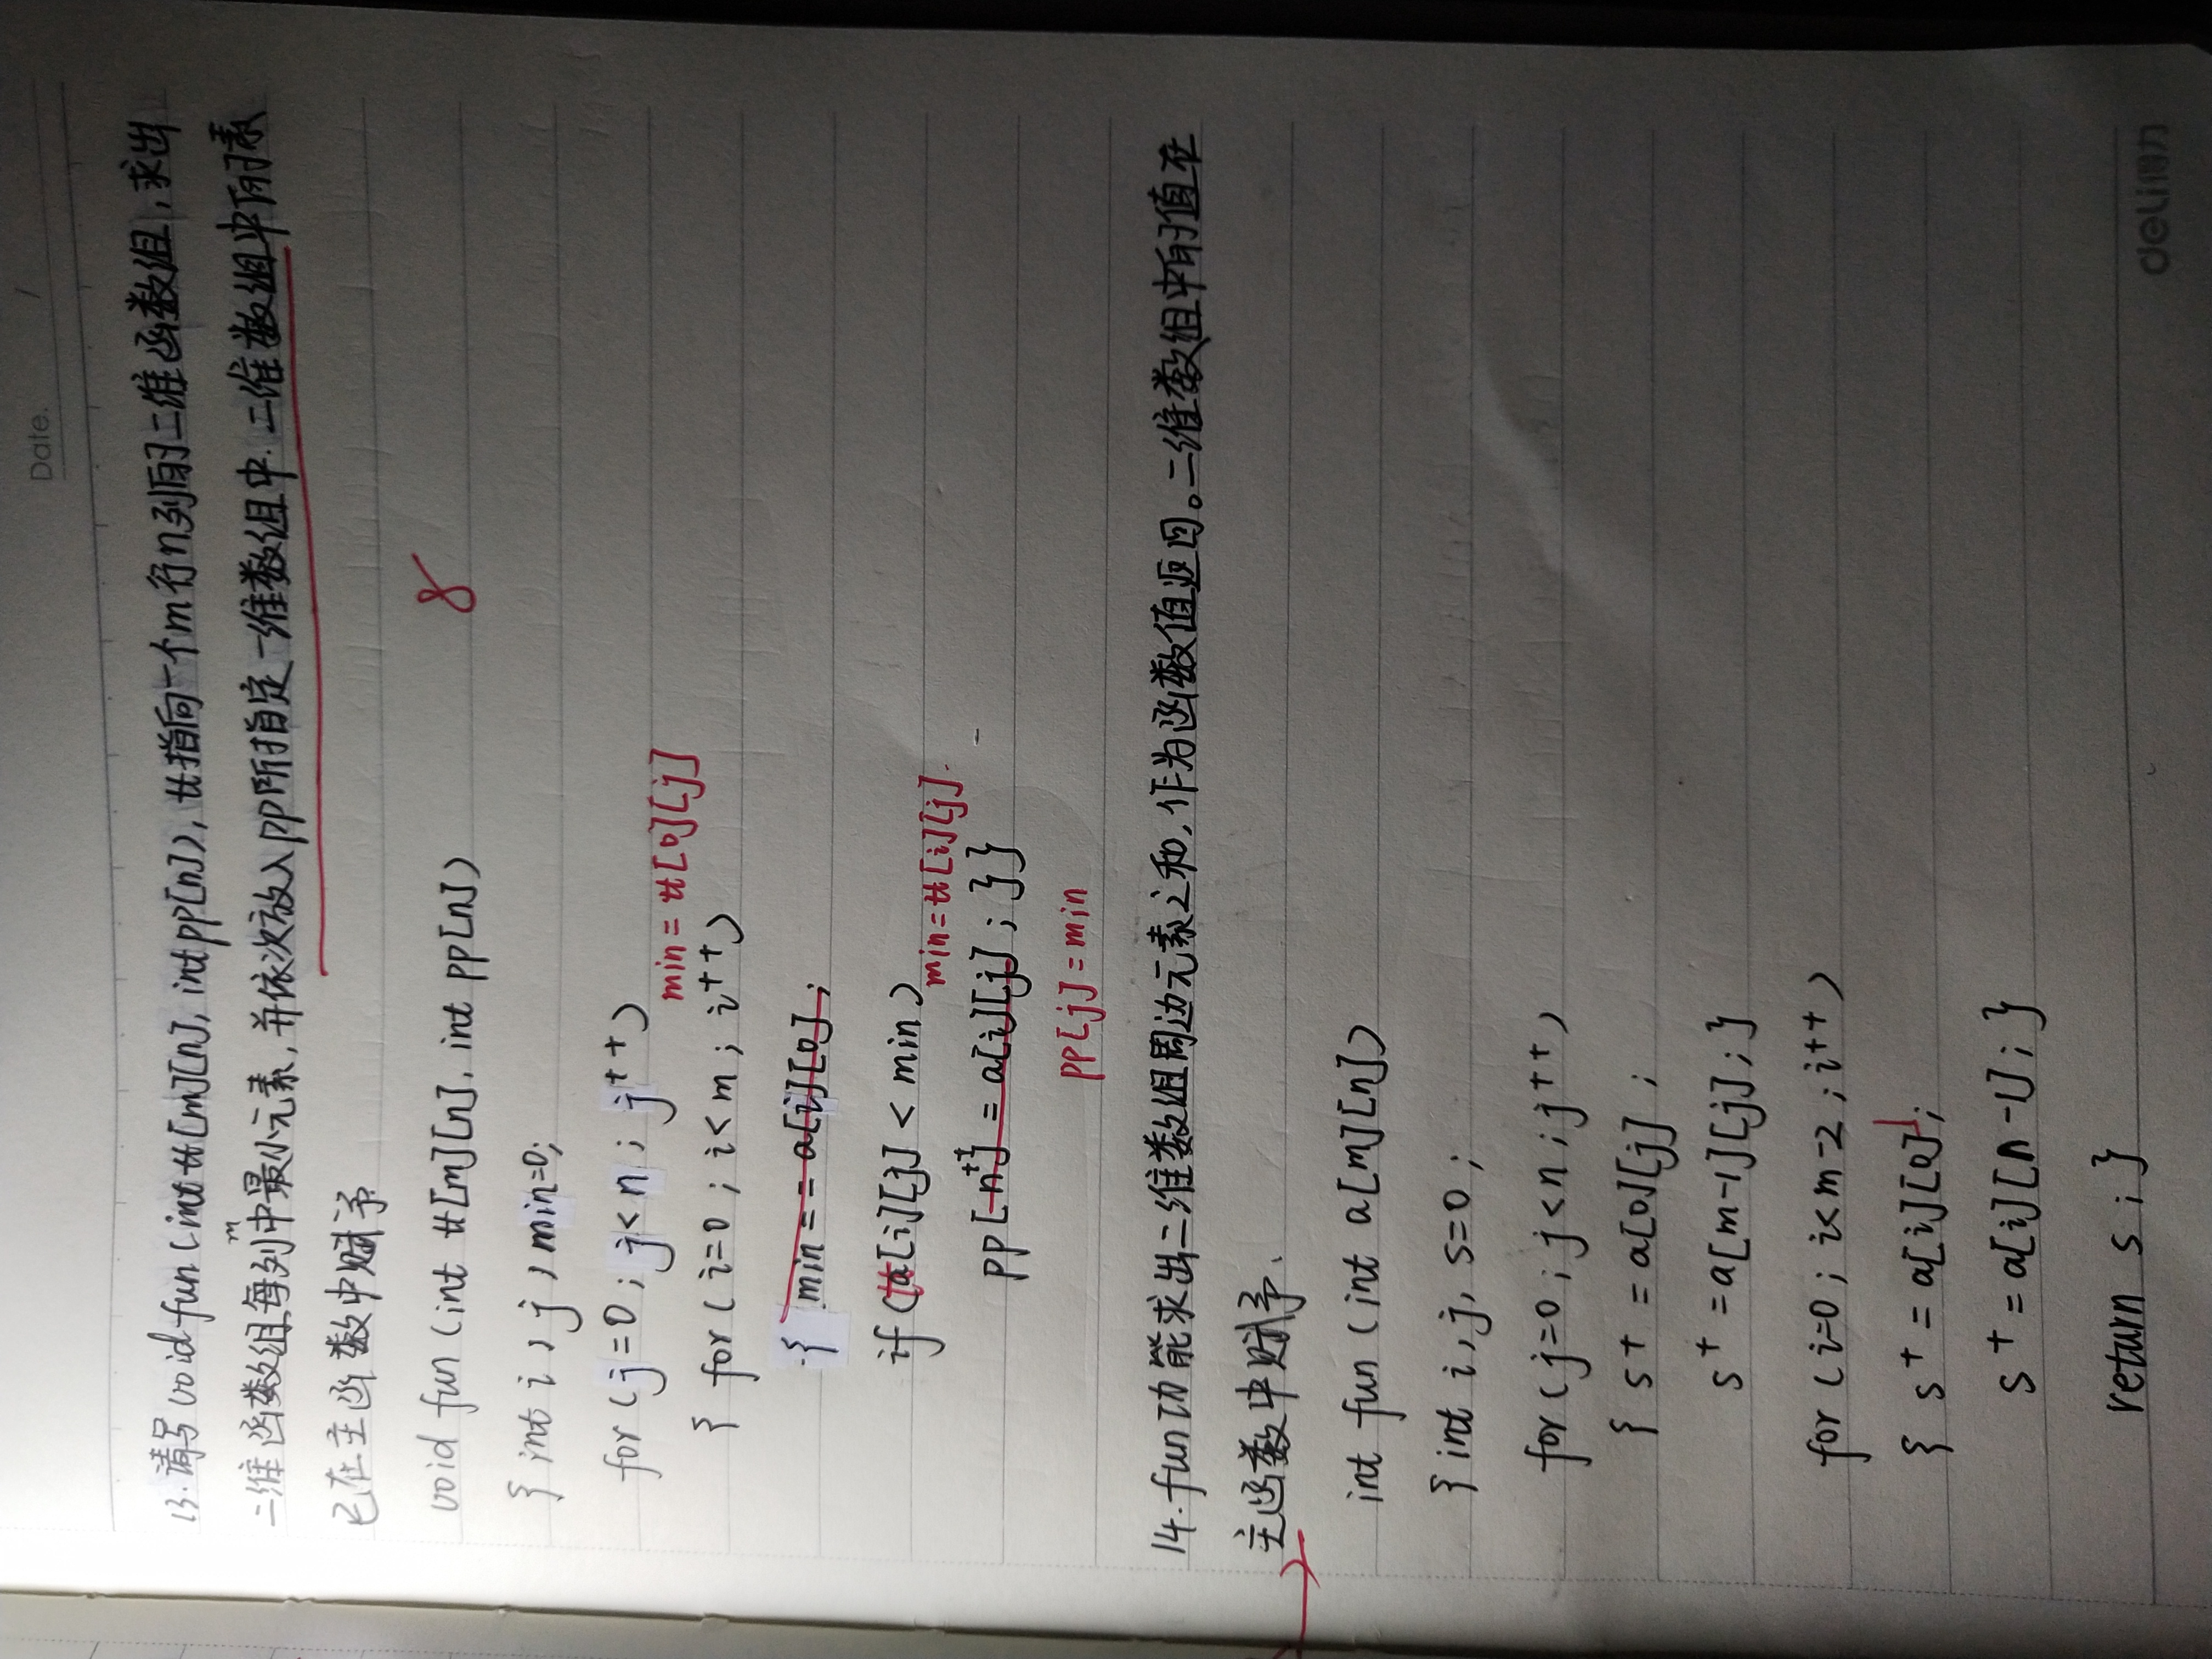 Date. /
13.请写void fun(int tt[m][n], int pp[n]), tt指向一个m行n列的二维函数组,求出
二维函数组每列中最小元素,并依次放入PP所指定一维数组中.二维数组中的元素
m
已在主函数中赋予
8
void fun (int tt[m][n], int pp[n])
{ int i, j, min=0;
for (j=0; j<n; j++)
min = tt[0][j]
{ for (i=0; i<m; i++)
{ min = = a[i][0];
if (tta[i][j] < min)
min=tt[i][j].
pp[n++] = a[i][j]; }}
PP[j]=min
14.fun功能求出二维数组周边元素之和,作为函数值返回。二维数组中的值在
主函数中赋予.
int fun (int a[m][n])
{ int i, j, s=0;
for (j=0; j<n; j++)
{ s+ = a[0][j];
s+ =a[m-1][j]; }
for (i=0; i<m-2; i++)
{ s+ = a[i][0];
s+ = a[i][n-1]; }
return s; }
deli得力